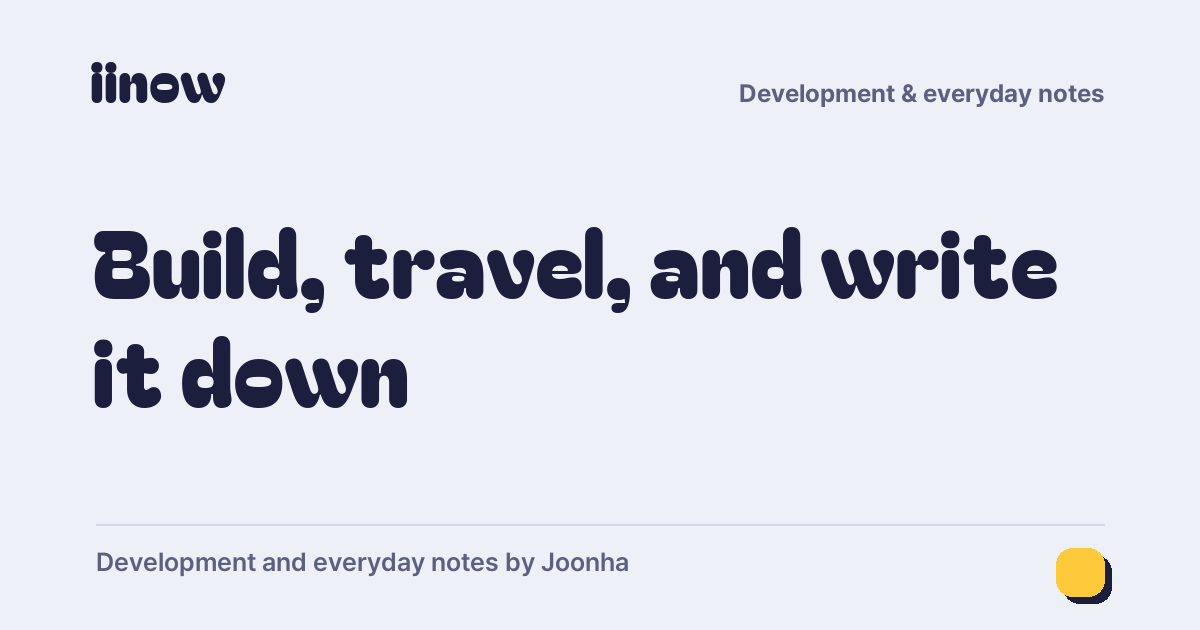 iinow
Development & everyday notes
Build, travel, and write
it down
Development and everyday notes by Joonha